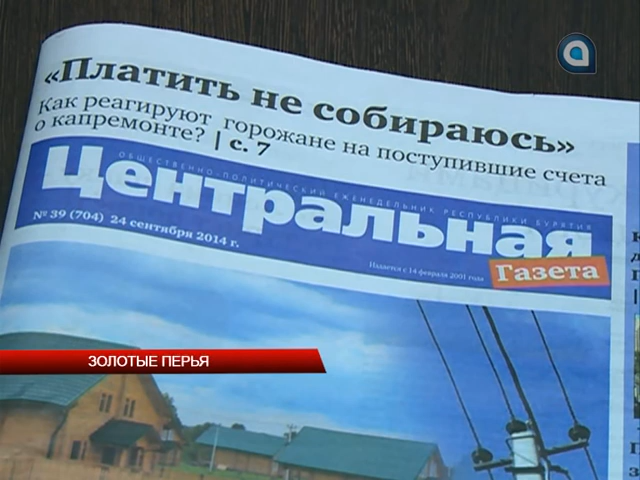 «Платить не собираюсь»
Как реагируют горожане на поступившие счета
о капремонте? | с. 7
ОБЩЕСТВЕННО-ПОЛИТИЧЕСКИЙ ЕЖЕНЕДЕЛЬНИК РЕСПУБЛИКИ БУРЯТИЯ
Центральная
№ 39 (704) 24 сентября 2014 г.
Издается с 14 февраля 2001 года
Газета
ЗОЛОТЫЕ ПЕРЬЯ